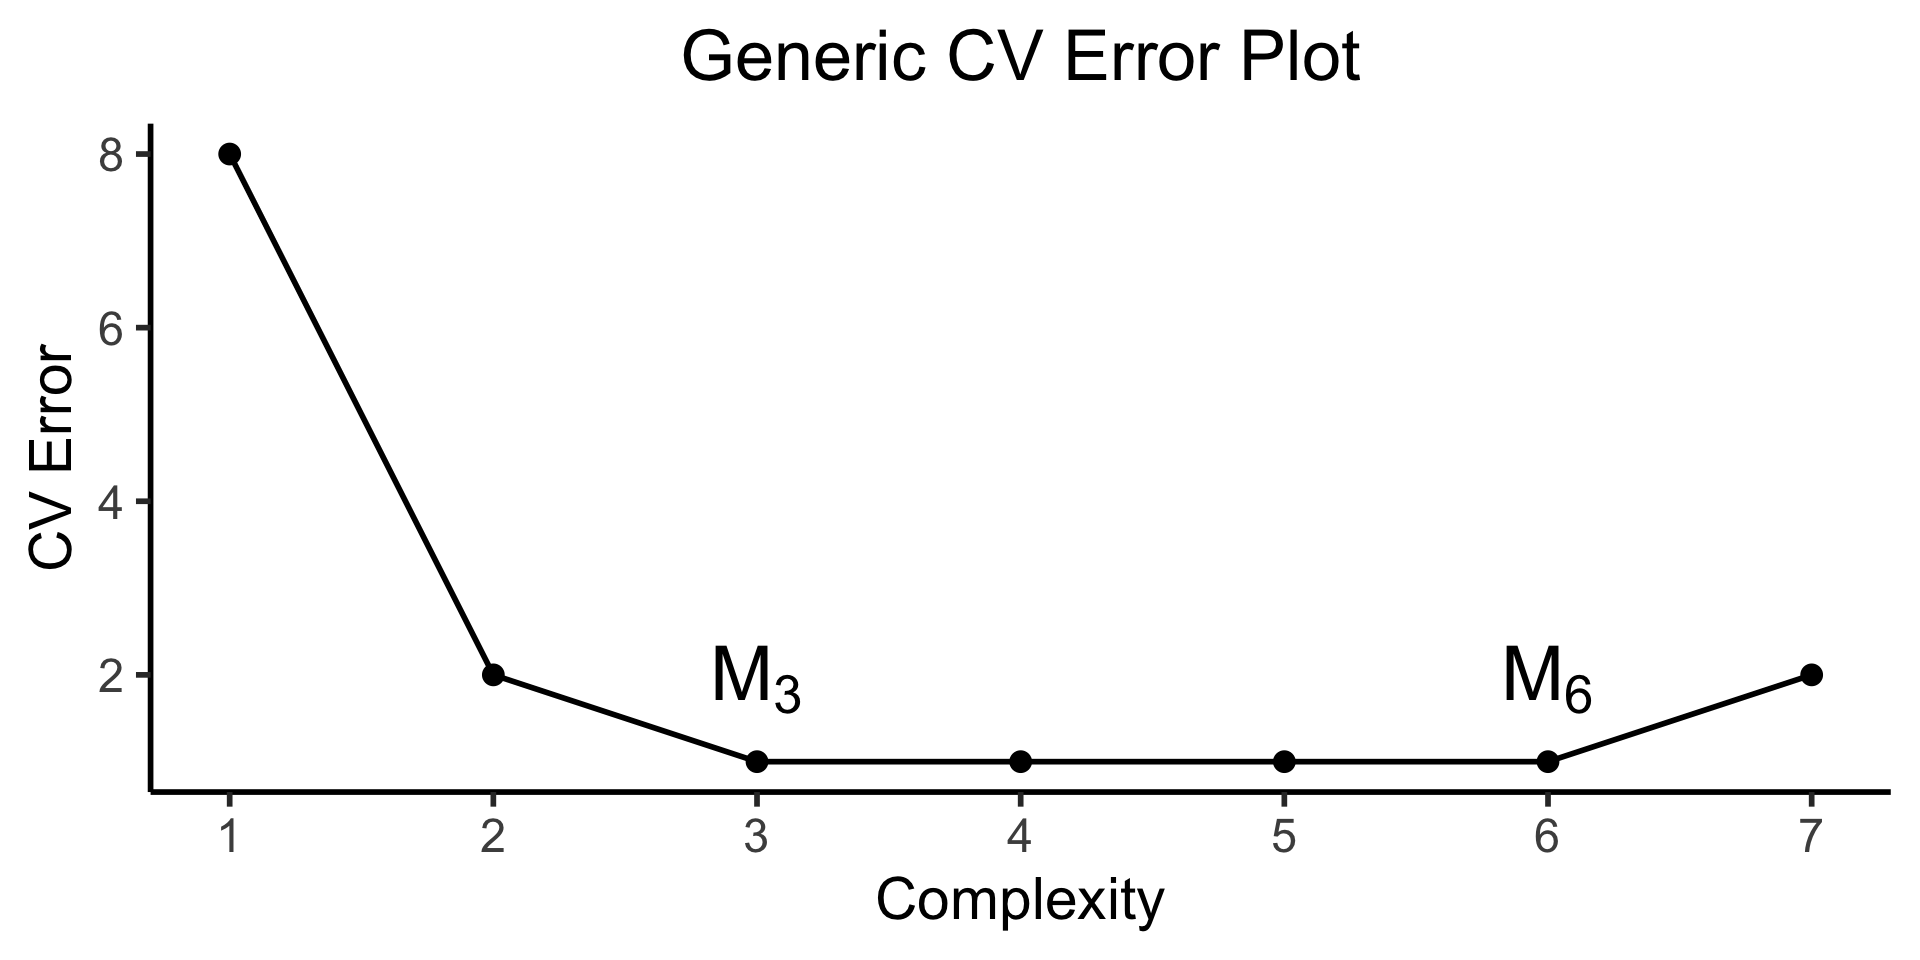 Generic CV Error Plot
8
6
4
2
CV Error
M₃
M₆
1 2 3 4 5 6 7
Complexity